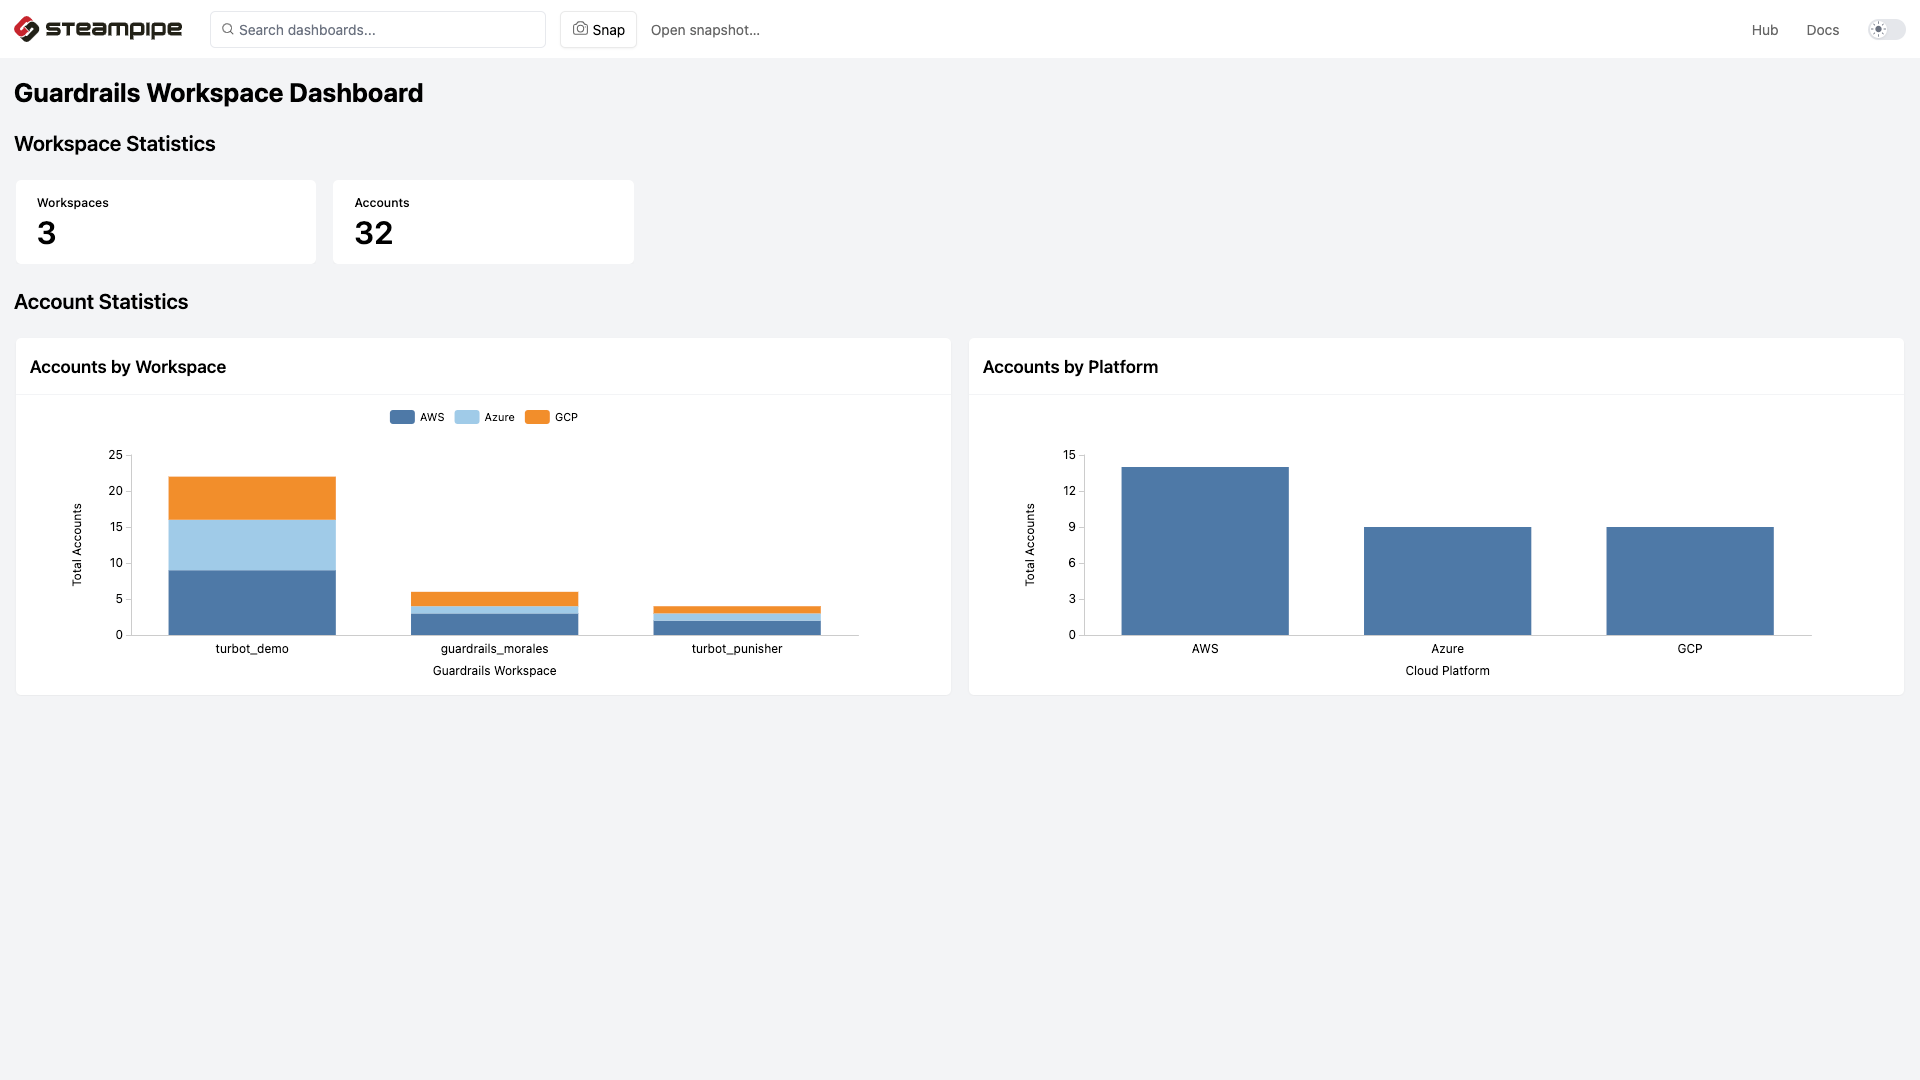 steampipe
Search dashboards...
Snap
Open snapshot...
Hub
Docs
Guardrails Workspace Dashboard
Workspace Statistics
Workspaces
3
Accounts
32
Account Statistics
Accounts by Workspace
AWS
Azure
GCP
25
20
15
10
5
0
Total Accounts
turbot_demo
guardrails_morales
turbot_punisher
Guardrails Workspace
Accounts by Platform
15
12
9
6
3
0
Total Accounts
AWS
Azure
GCP
Cloud Platform